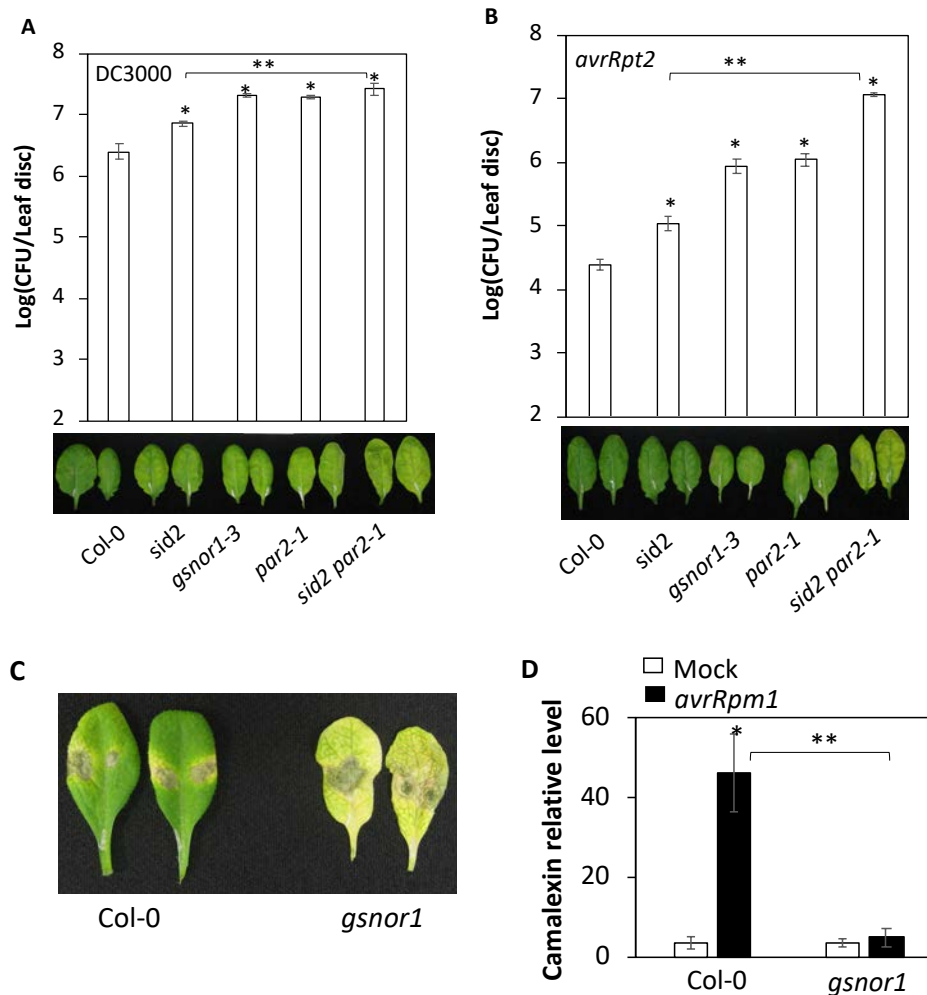 A
8
7
6
5
4
3
2
Log(CFU/Leaf disc)
DC3000
**
*
*
*
*
Col-0
sid2
gsnor1-3
par2-1
sid2 par2-1
B
8
7
6
5
4
3
2
Log(CFU/Leaf disc)
avrRpt2
**
*
*
*
*
Col-0
sid2
gsnor1-3
par2-1
sid2 par2-1
C
Col-0
gsnor1
D
Mock
avrRpm1
60
40
20
0
Camalexin relative level
*
**
Col-0
gsnor1